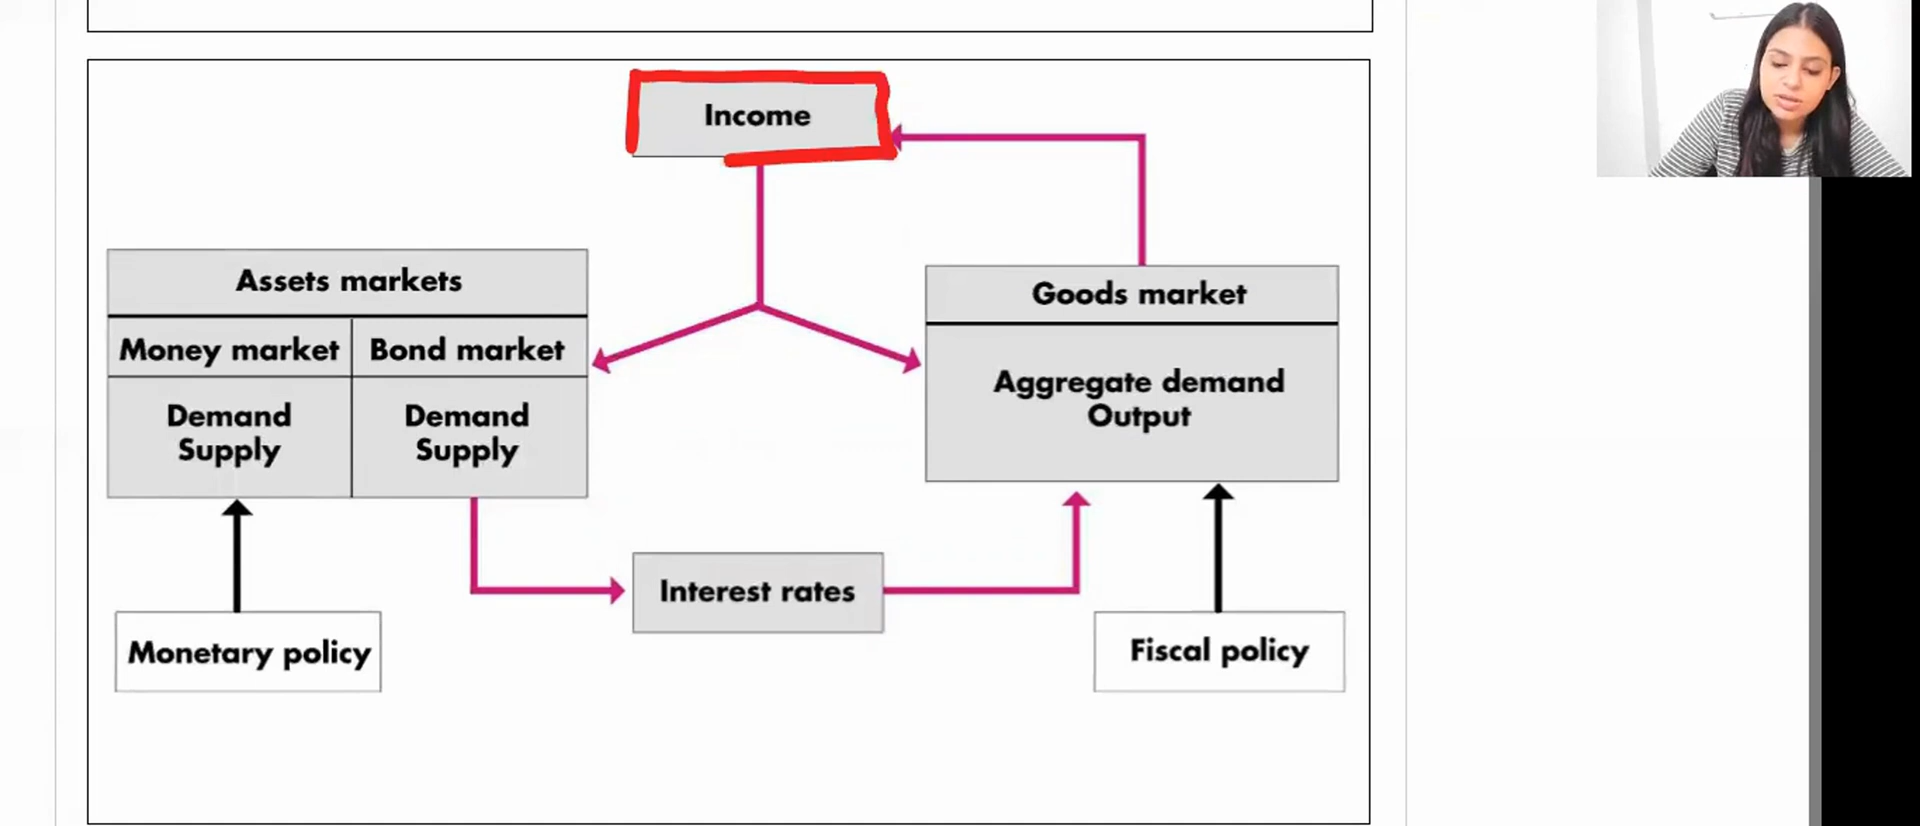 Income
Assets markets
Money market
Bond market
Demand
Supply
Demand
Supply
Goods market
Aggregate demand
Output
Interest rates
Monetary policy
Fiscal policy